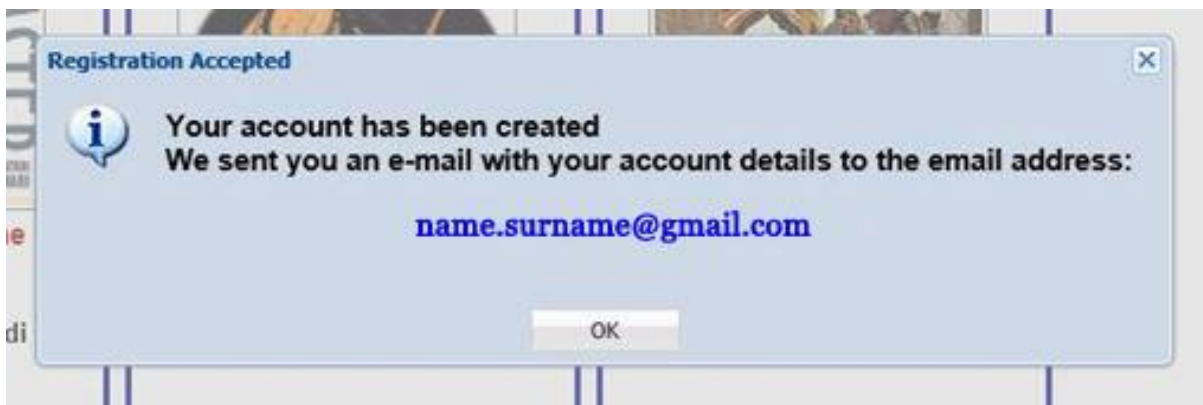 Registration Accepted
Your account has been created
We sent you an e-mail with your account details to the email address:
name.surname@gmail.com
OK
di